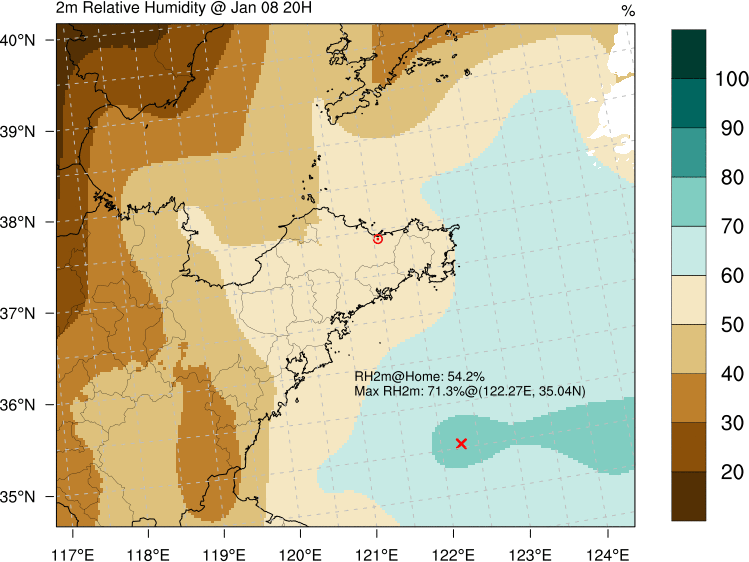 2m Relative Humidity @ Jan 08 20H
%
40°N
39°N
38°N
37°N
36°N
35°N
RH2m@Home: 54.2%
Max RH2m: 71.3%@(122.27E, 35.04N)
117°E 118°E 119°E 120°E 121°E 122°E 123°E 124°E
100
90
80
70
60
50
40
30
20